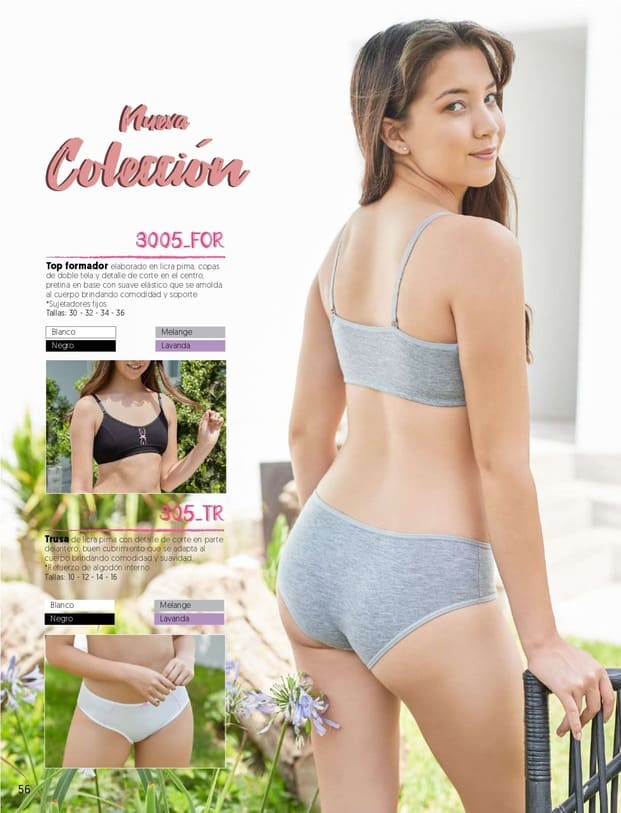 Nueva
Colección
3005_FOR
Top formador elaborado en licra pima, copas
de doble tela y detalle de corte en el centro,
pretina en base con suave elástico que se amolda
al cuerpo brindando comodidad y soporte
*Sujetadores fijos
Tallas: 30 - 32 - 34 - 36
Blanco
Melange
Negro
Lavanda
305_TR
Trusa de licra pima con detalle de corte en parte
delantero, buen cubrimiento que se adapta al
cuerpo brindando comodidad y suavidad
*Refuerzo de algodón interno
Tallas: 10 - 12 - 14 - 16
Blanco
Melange
Negro
Lavanda
56